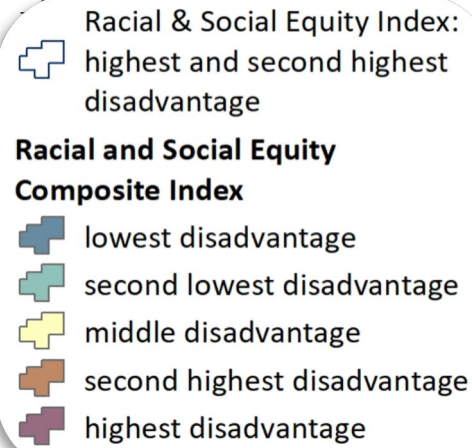 Racial & Social Equity Index:
highest and second highest
disadvantage
Racial and Social Equity
Composite Index
lowest disadvantage
second lowest disadvantage
middle disadvantage
second highest disadvantage
highest disadvantage